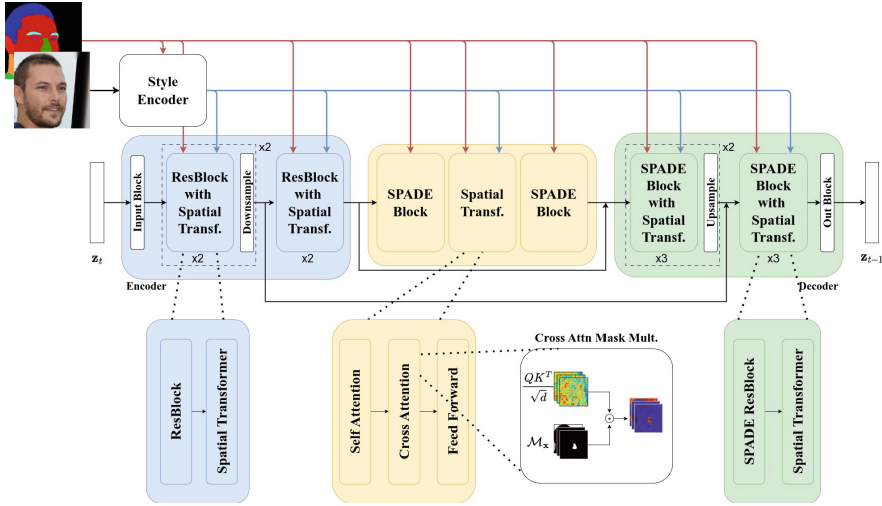 Style
Encoder
x2
x2
Input Block
ResBlock
with
Spatial
Transf.
x2
Downsample
ResBlock
with
Spatial
Transf.
x2
SPADE
Block
Spatial
Transf.
SPADE
Block
SPADE
Block
with
Spatial
Transf.
x3
Upsample
SPADE
Block
with
Spatial
Transf.
x3
Out Block
z_t
z_{t-1}
Encoder
Decoder
ResBlock
Spatial Transformer
Self Attention
Cross Attention
Feed Forward
Cross Attn Mask Mult.
QK^T
√d
M_x
SPADE ResBlock
Spatial Transformer